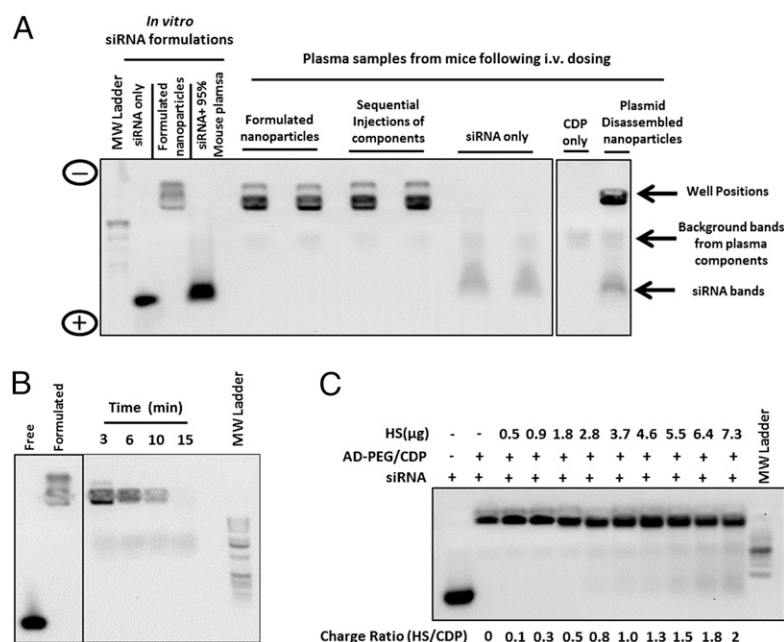 A
In vitro
siRNA formulations
Plasma samples from mice following i.v. dosing
MW Ladder
siRNA only
Formulated
nanoparticles
siRNA+ 95%
Mouse plamsa
Formulated
nanoparticles
Sequential
Injections of
components
siRNA only
CDP
only
Plasmid
Disassembled
nanoparticles
−
+
Well Positions
Background bands
from plasma
components
siRNA bands
B
Free
Formulated
Time (min)
3 6 10 15
MW Ladder
C
HS(µg) - - 0.5 0.9 1.8 2.8 3.7 4.6 5.5 6.4 7.3
AD-PEG/CDP - + + + + + + + + + +
siRNA + + + + + + + + + + +
MW Ladder
Charge Ratio (HS/CDP) 0 0.1 0.3 0.5 0.8 1.0 1.3 1.5 1.8 2